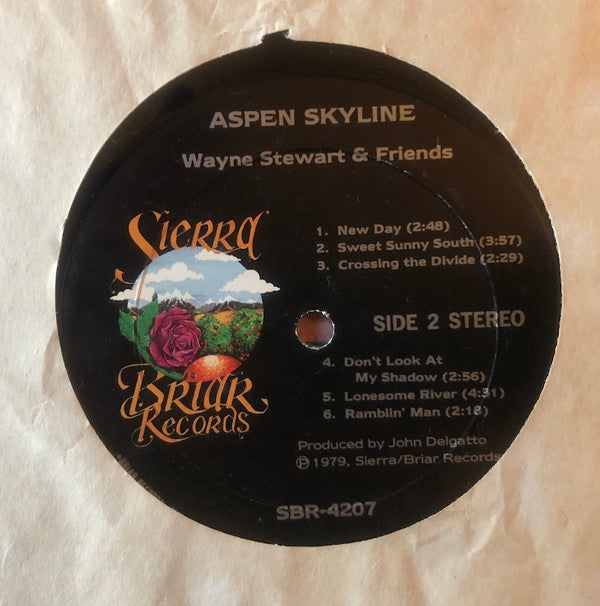 ASPEN SKYLINE
Wayne Stewart & Friends
Sierra
Briar
Records
1. New Day (2:48)
2. Sweet Sunny South (3:57)
3. Crossing the Divide (2:29)
SIDE 2 STEREO
4. Don't Look At
My Shadow (2:56)
5. Lonesome River (4:31)
6. Ramblin' Man (2:18)
Produced by John Delgatto
℗ 1979, Sierra/Briar Records
SBR-4207